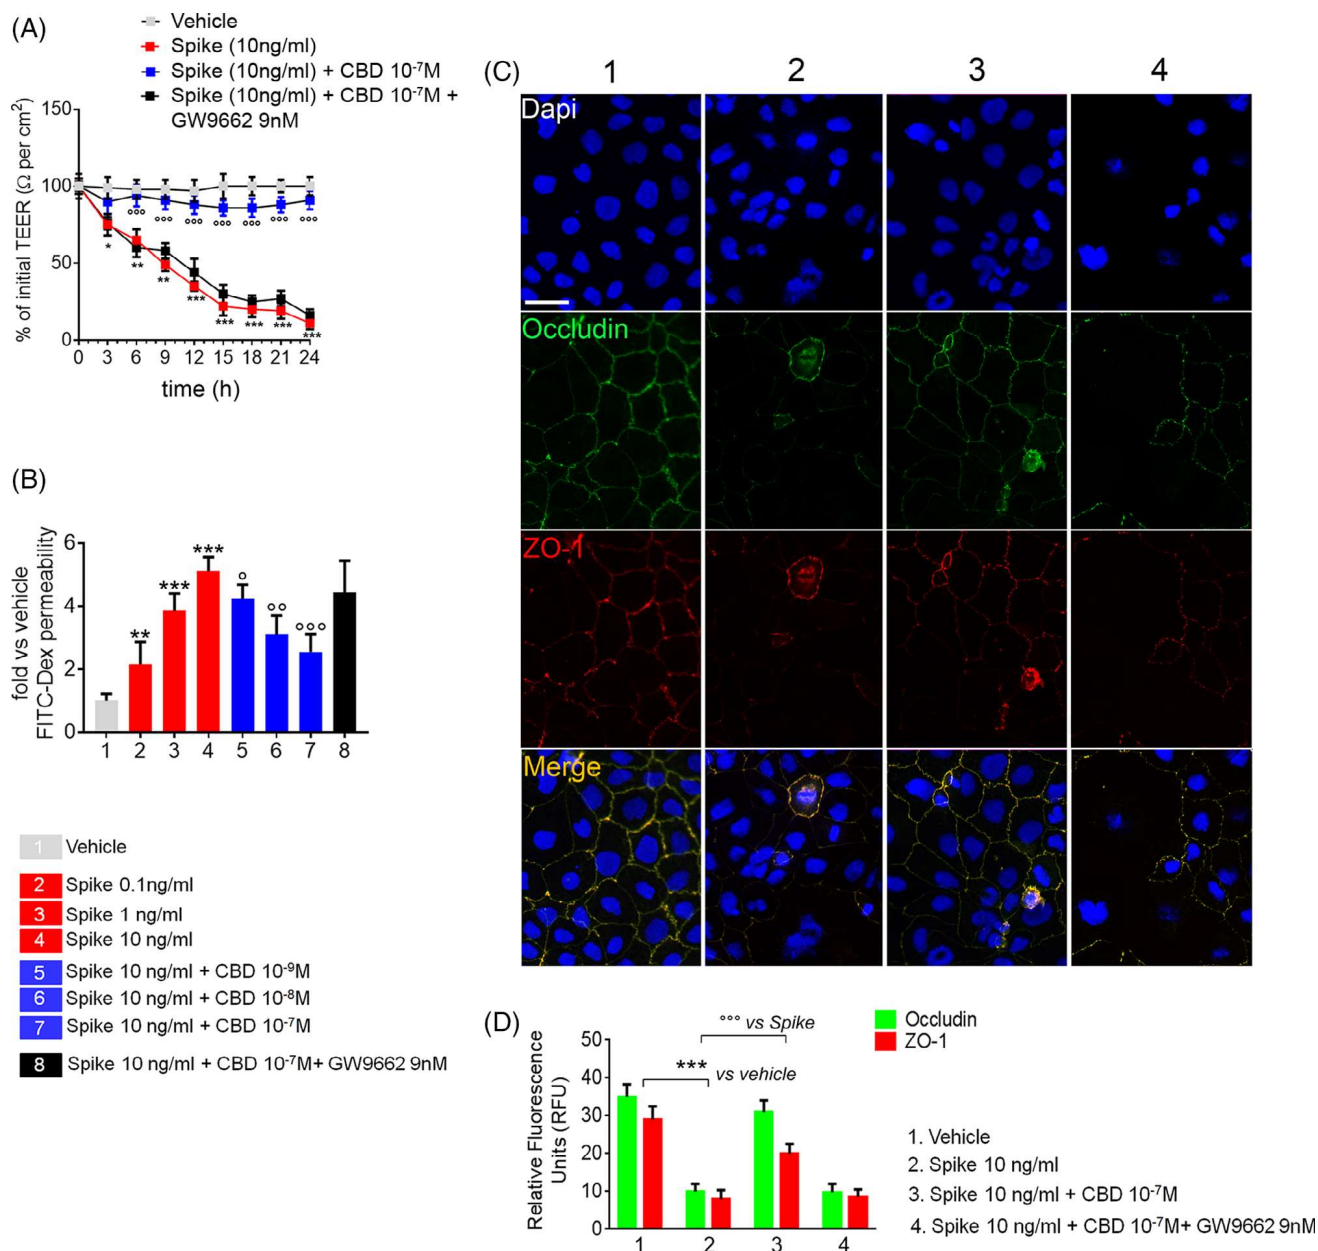 (A)
Vehicle
Spike (10ng/ml)
Spike (10ng/ml) + CBD 10⁻⁷M
Spike (10ng/ml) + CBD 10⁻⁷M +
GW9662 9nM
% of initial TEER (Ω per cm²)
150
100
50
0
°°° °°° °°° °°° °°° °°° °°°
* ** ** *** *** *** *** ***
0 3 6 9 12 15 18 21 24
time (h)
(B)
fold vs vehicle
FITC-Dex permeability
6
4
2
0
** *** *** ° °° °°°
1 2 3 4 5 6 7 8
1 Vehicle
2 Spike 0.1ng/ml
3 Spike 1 ng/ml
4 Spike 10 ng/ml
5 Spike 10 ng/ml + CBD 10⁻⁹M
6 Spike 10 ng/ml + CBD 10⁻⁸M
7 Spike 10 ng/ml + CBD 10⁻⁷M
8 Spike 10 ng/ml + CBD 10⁻⁷M+ GW9662 9nM
(C)
1 2 3 4
Dapi
Occludin
ZO-1
Merge
(D)
Relative Fluorescence
Units (RFU)
50
40
30
20
10
0
°°° vs Spike
*** vs vehicle
1 2 3 4
Occludin
ZO-1
1. Vehicle
2. Spike 10 ng/ml
3. Spike 10 ng/ml + CBD 10⁻⁷M
4. Spike 10 ng/ml + CBD 10⁻⁷M+ GW9662 9nM